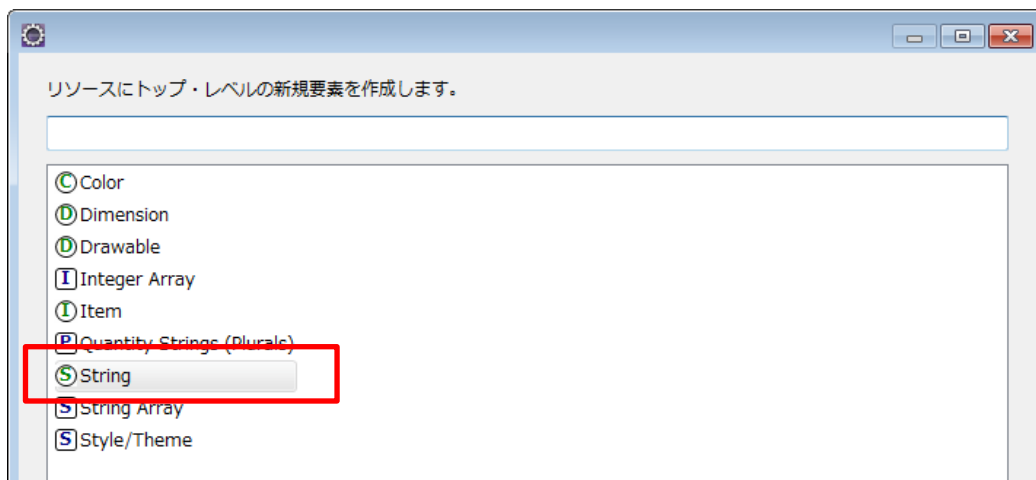 リソースにトップ・レベルの新規要素を作成します。
C Color
D Dimension
D Drawable
I Integer Array
I Item
P Quantity Strings (Plurals)
S String
S String Array
S Style/Theme